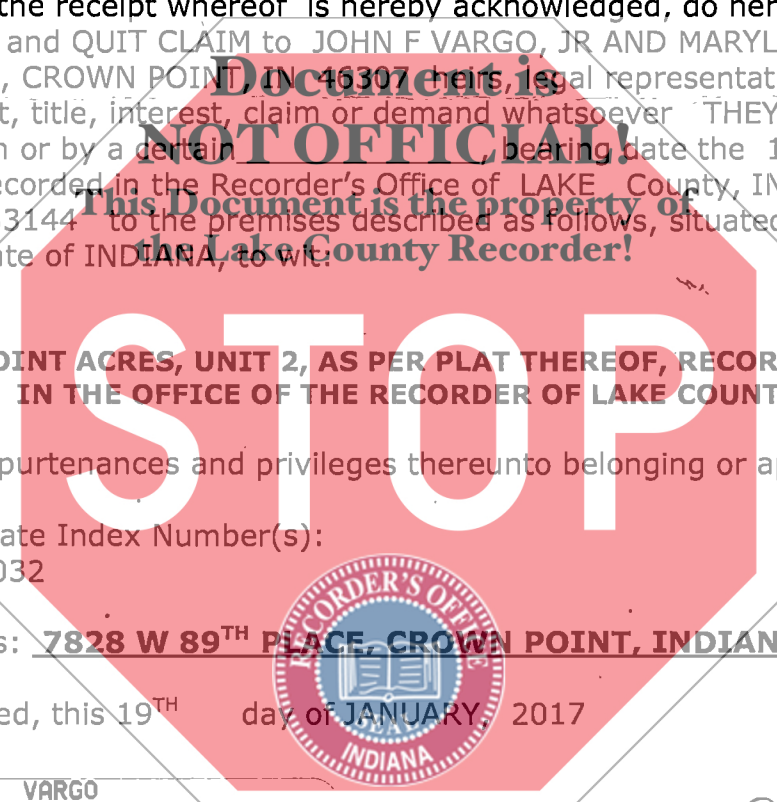 the receipt whereof is hereby acknowledged, do her
and QUIT CLAIM to JOHN F VARGO, JR AND MARYL
Document is
, CROWN POINT, IN 46307 heirs, legal representat
t, title, interest, claim or demand whatsoever THEY
NOT OFFICIAL!
n or by a certain , bearing date the 1
ecorded in the Recorder's Office of LAKE County, IN
This Document is the property of
3144 to the premises described as follows, situated
the Lake County Recorder!
te of INDIANA, to wit:
STOP
OINT ACRES, UNIT 2, AS PER PLAT THEREOF, RECOR
IN THE OFFICE OF THE RECORDER OF LAKE COUNT
purtenances and privileges thereunto belonging or ap
ate Index Number(s):
032
RECORDER'S OFFICE
s: 7828 W 89TH PLACE, CROWN POINT, INDIAN
ed, this 19TH day of JANUARY, 2017
SEAL
INDIANA
VARGO